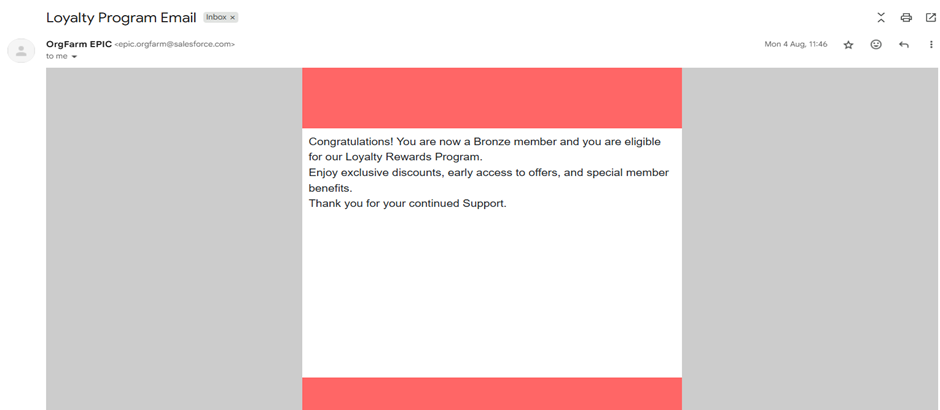 Loyalty Program Email Inbox ×
OrgFarm EPIC <epic.orgfarm@salesforce.com> Mon 4 Aug, 11:46
to me
Congratulations! You are now a Bronze member and you are eligible
for our Loyalty Rewards Program.
Enjoy exclusive discounts, early access to offers, and special member
benefits.
Thank you for your continued Support.